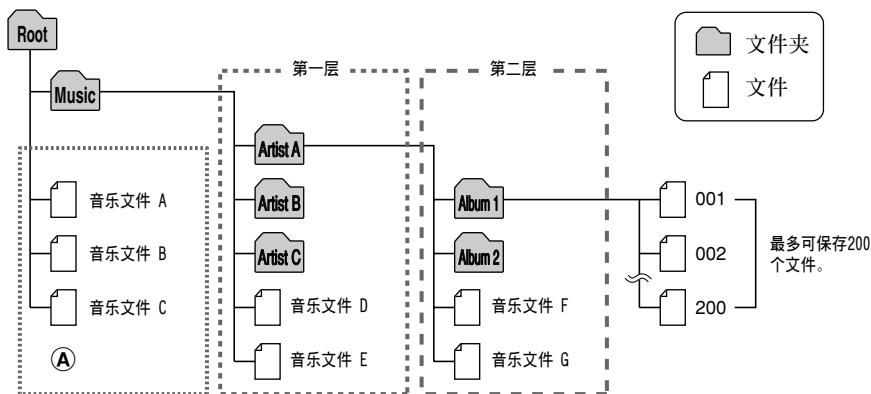 Root
文件夹
文件
第一层
第二层
Music
Artist A
音乐文件 A
Artist B
Album 1
001
音乐文件 B
Artist C
Album 2
002
最多可保存200
个文件。
音乐文件 C
音乐文件 D
音乐文件 F
200
A
音乐文件 E
音乐文件 G